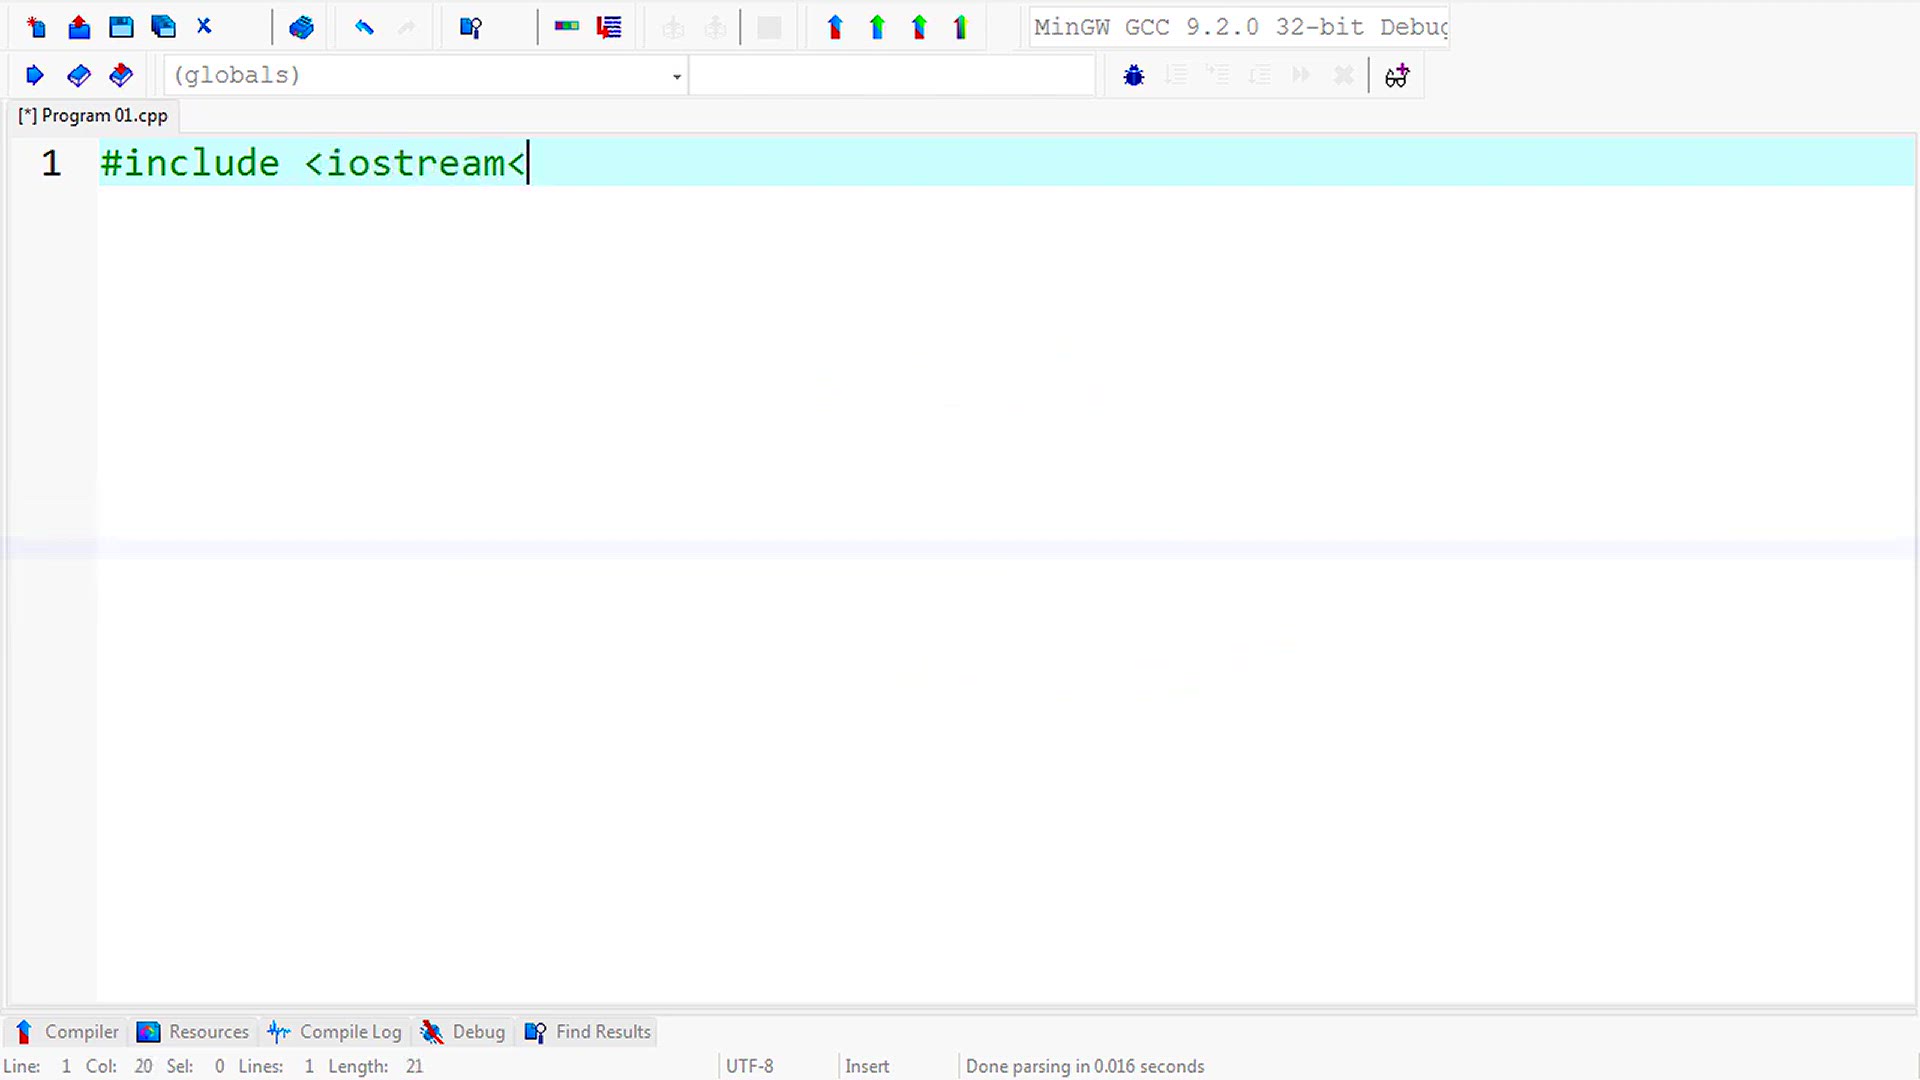 MinGW GCC 9.2.0 32-bit Debug
(globals)
[*] Program 01.cpp
1 #include <iostream<
Compiler Resources Compile Log Debug Find Results
Line: 1 Col: 20 Sel: 0 Lines: 1 Length: 21 UTF-8 Insert Done parsing in 0.016 seconds